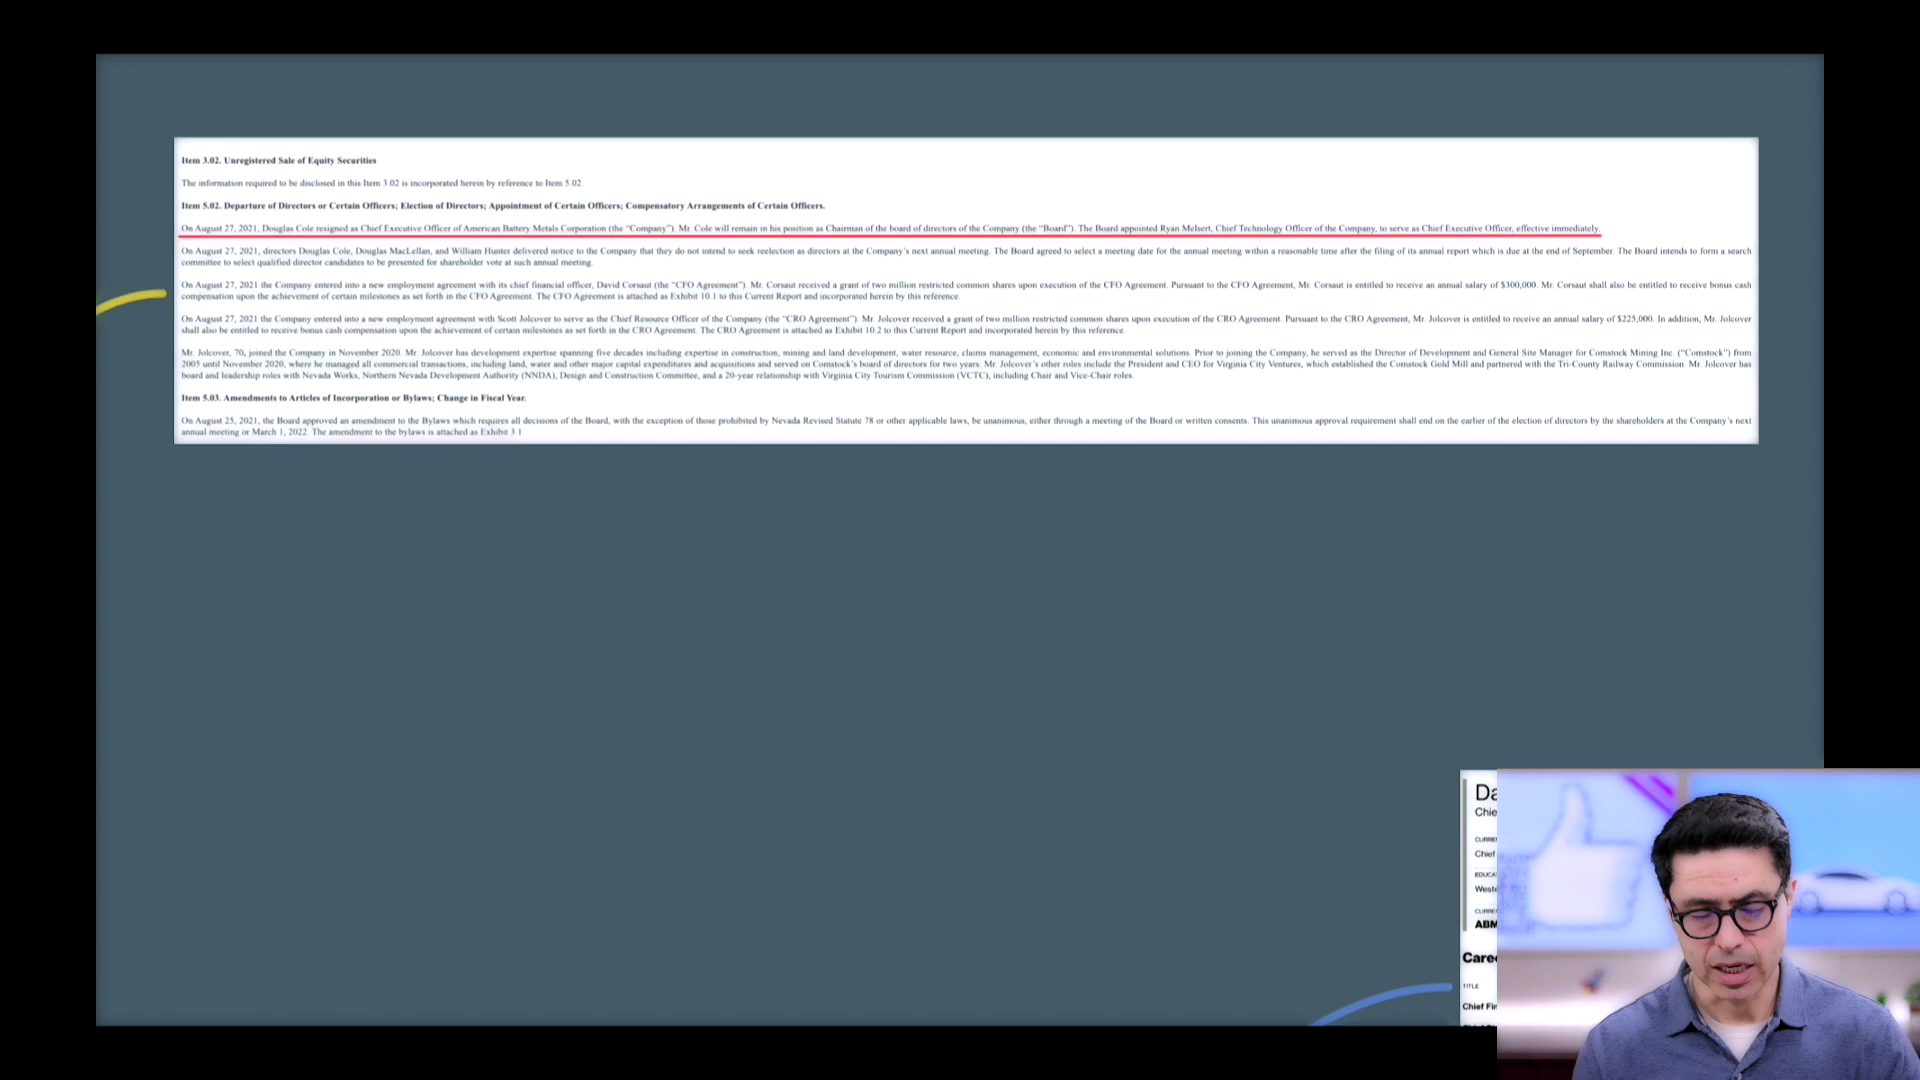 Item 3.02. Unregistered Sale of Equity Securities
The information required to be disclosed in this Item 3.02 is incorporated herein by reference to Item 5.02.
Item 5.02. Departure of Directors or Certain Officers; Election of Directors; Appointment of Certain Officers; Compensatory Arrangements of Certain Officers.
On August 27, 2021, Douglas Cole resigned as Chief Executive Officer of American Battery Metals Corporation (the "Company"). Mr. Cole will remain in his position as Chairman of the board of directors of the Company (the "Board"). The Board appointed Ryan Melsert, Chief Technology Officer of the Company, to serve as Chief Executive Officer, effective immediately.
On August 27, 2021, directors Douglas Cole, Douglas MacLellan, and William Hunter delivered notice to the Company that they do not intend to seek reelection as directors at the Company's next annual meeting. The Board agreed to select a meeting date for the annual meeting within a reasonable time after the filing of its annual report which is due at the end of September. The Board intends to form a search
committee to select qualified director candidates to be presented for shareholder vote at such annual meeting.
On August 27, 2021 the Company entered into a new employment agreement with its chief financial officer, David Corsaut (the "CFO Agreement"). Mr. Corsaut received a grant of two million restricted common shares upon execution of the CFO Agreement. Pursuant to the CFO Agreement, Mr. Corsaut is entitled to receive an annual salary of $300,000. Mr. Corsaut shall also be entitled to receive bonus cash
compensation upon the achievement of certain milestones as set forth in the CFO Agreement. The CFO Agreement is attached as Exhibit 10.1 to this Current Report and incorporated herein by this reference.
On August 27, 2021 the Company entered into a new employment agreement with Scott Jolcover to serve as the Chief Resource Officer of the Company (the "CRO Agreement"). Mr. Jolcover received a grant of two million restricted common shares upon execution of the CRO Agreement. Pursuant to the CRO Agreement, Mr. Jolcover is entitled to receive an annual salary of $225,000. In addition, Mr. Jolcover
shall also be entitled to receive bonus cash compensation upon the achievement of certain milestones as set forth in the CRO Agreement. The CRO Agreement is attached as Exhibit 10.2 to this Current Report and incorporated herein by this reference.
Mr. Jolcover, 70, joined the Company in November 2020. Mr. Jolcover has development expertise spanning five decades including expertise in construction, mining and land development, water resource, claims management, economic and environmental solutions. Prior to joining the Company, he served as the Director of Development and General Site Manager for Comstock Mining Inc. ("Comstock") from
2005 until November 2020, where he managed all commercial transactions, including land, water and other major capital expenditures and acquisitions and served on Comstock's board of directors for two years. Mr. Jolcover's other roles include the President and CEO for Virginia City Ventures, which established the Comstock Gold Mill and partnered with the Tri-County Railway Commission. Mr. Jolcover has
board and leadership roles with Nevada Works, Northern Nevada Development Authority (NNDA), Design and Construction Committee, and a 20-year relationship with Virginia City Tourism Commission (VCTC), including Chair and Vice-Chair roles.
Item 5.03. Amendments to Articles of Incorporation or Bylaws; Change in Fiscal Year.
On August 25, 2021, the Board approved an amendment to the Bylaws which requires all decisions of the Board, with the exception of those prohibited by Nevada Revised Statute 78 or other applicable laws, be unanimous, either through a meeting of the Board or written consents. This unanimous approval requirement shall end on the earlier of the election of directors by the shareholders at the Company's next
annual meeting or March 1, 2022. The amendment to the bylaws is attached as Exhibit 3.1.
Da
Chie
CURRE
Chief
EDUCA
Weste
CURRE
ABM
Caree
TITLE
Chief Fin